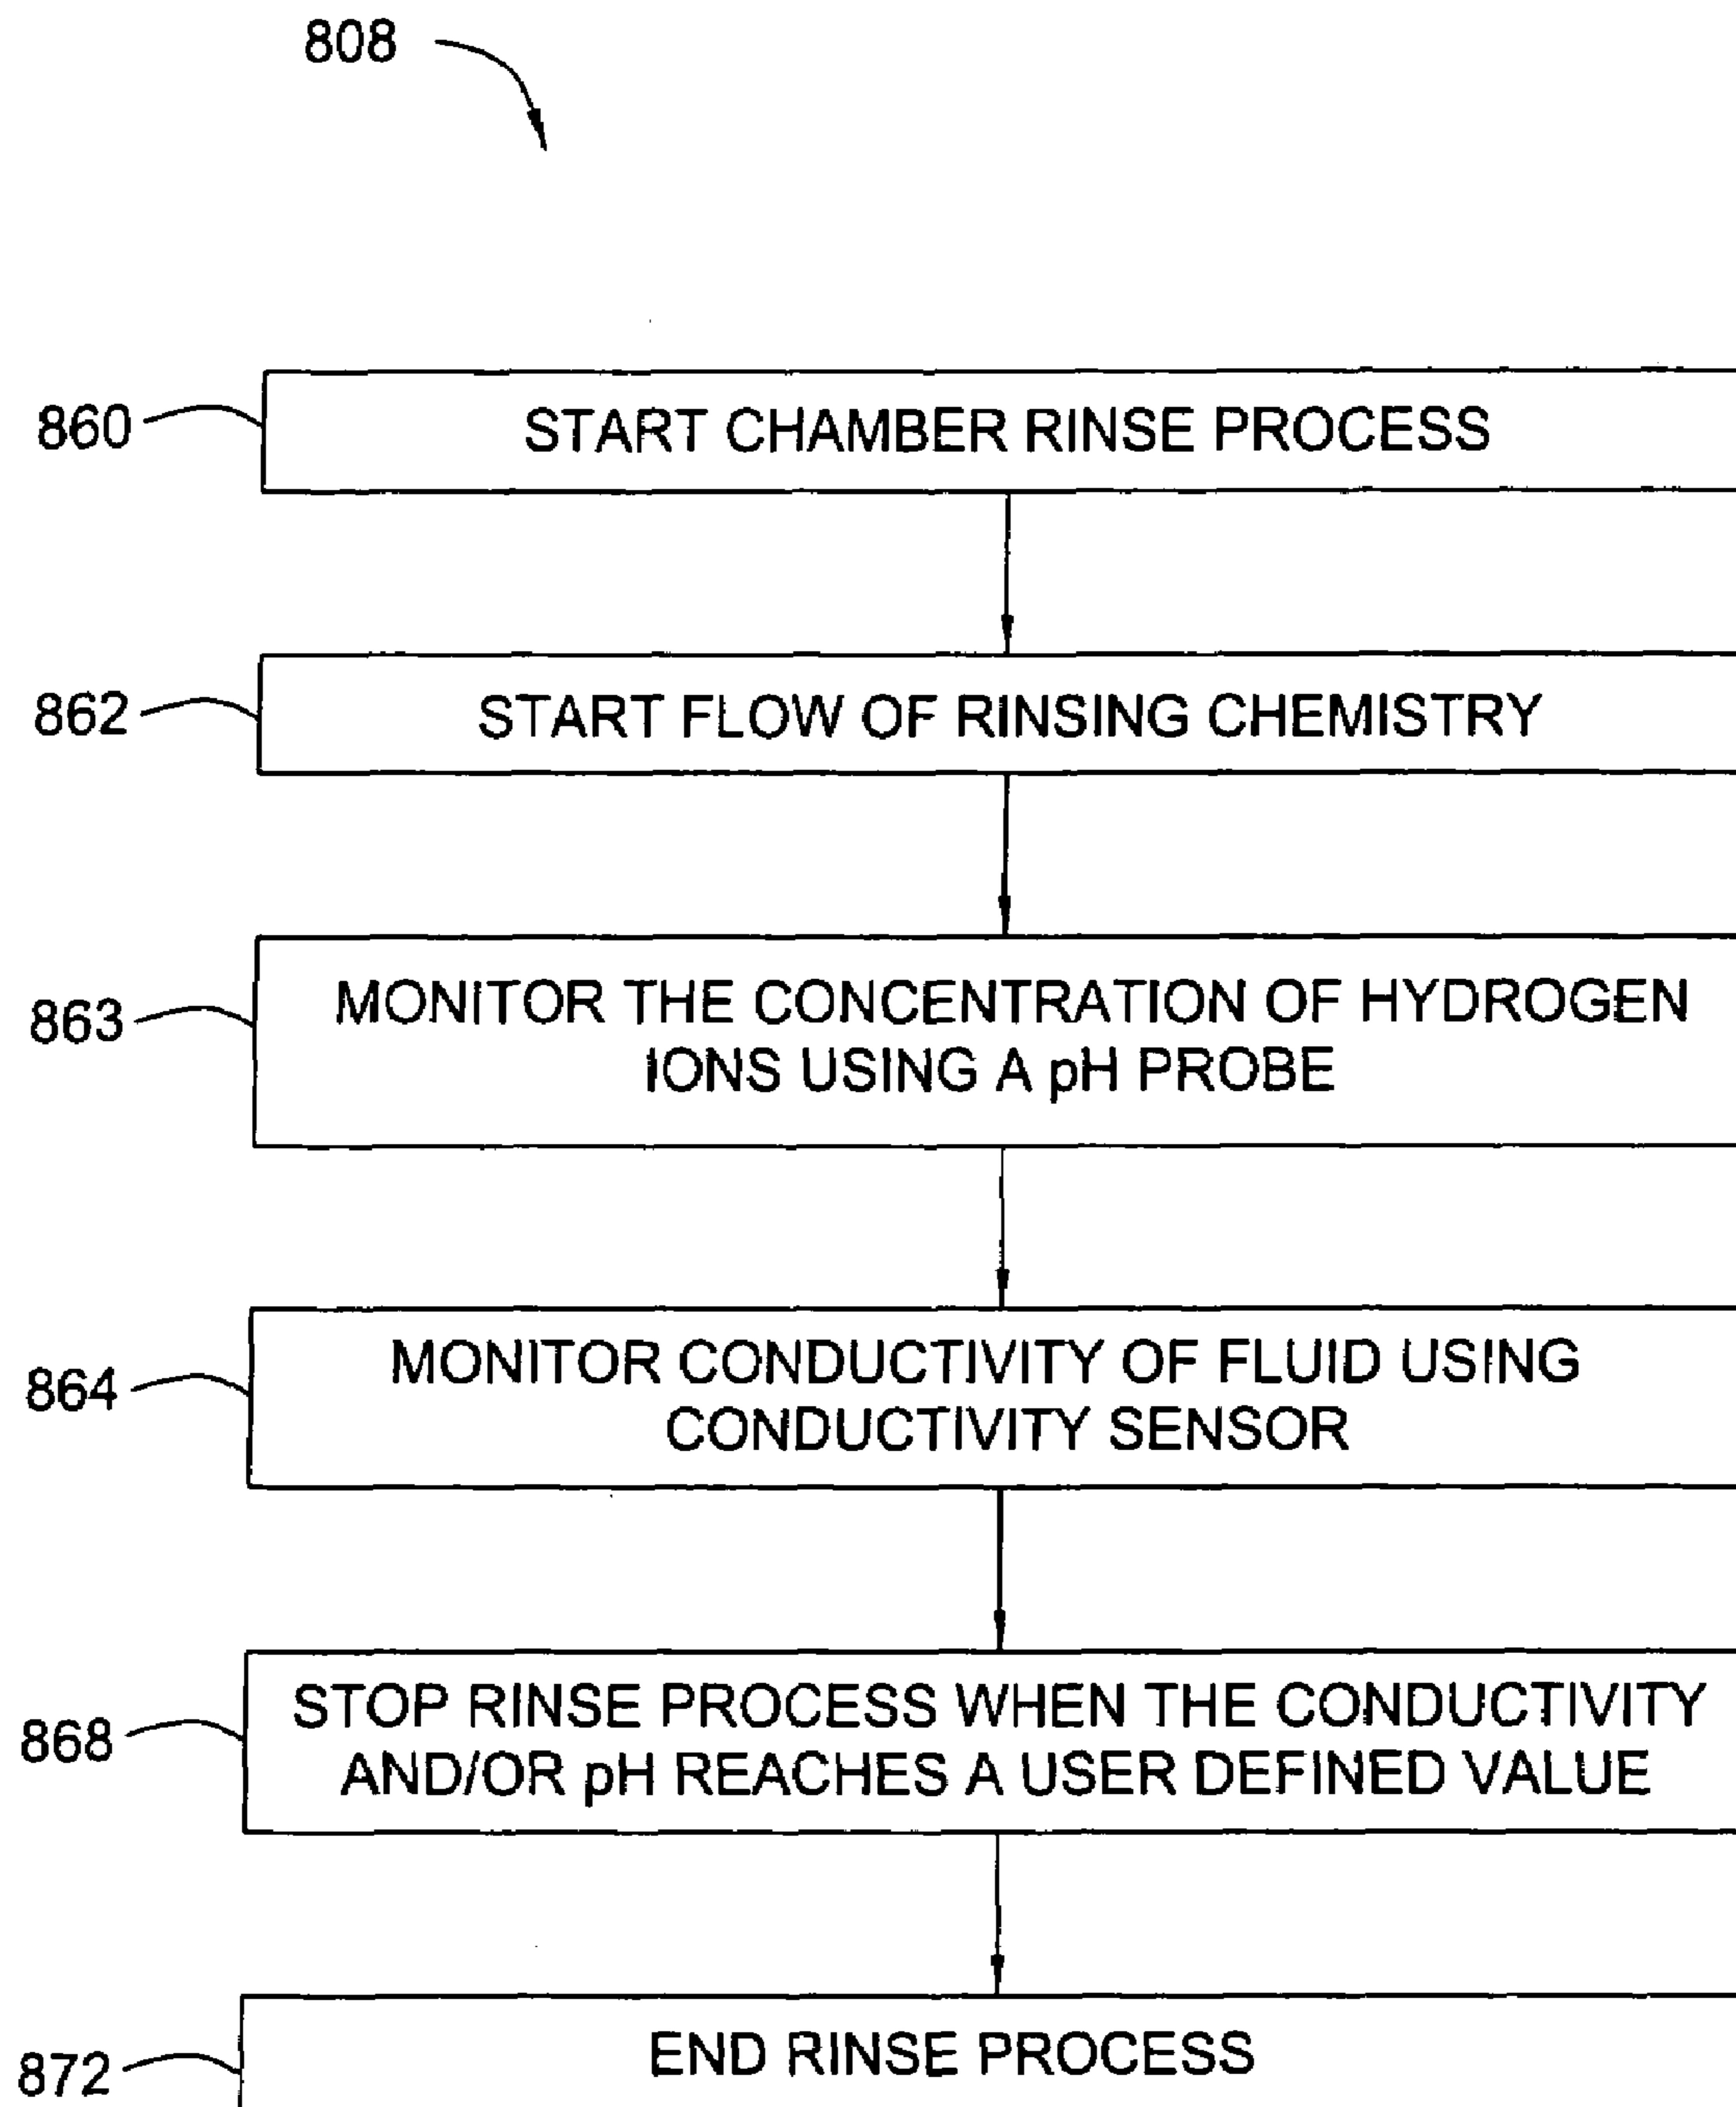 808
860
START CHAMBER RINSE PROCESS
862
START FLOW OF RINSING CHEMISTRY
863
MONITOR THE CONCENTRATION OF HYDROGEN
IONS USING A pH PROBE
864
MONITOR CONDUCTIVITY OF FLUID USING
CONDUCTIVITY SENSOR
868
STOP RINSE PROCESS WHEN THE CONDUCTIVITY
AND/OR pH REACHES A USER DEFINED VALUE
872
END RINSE PROCESS